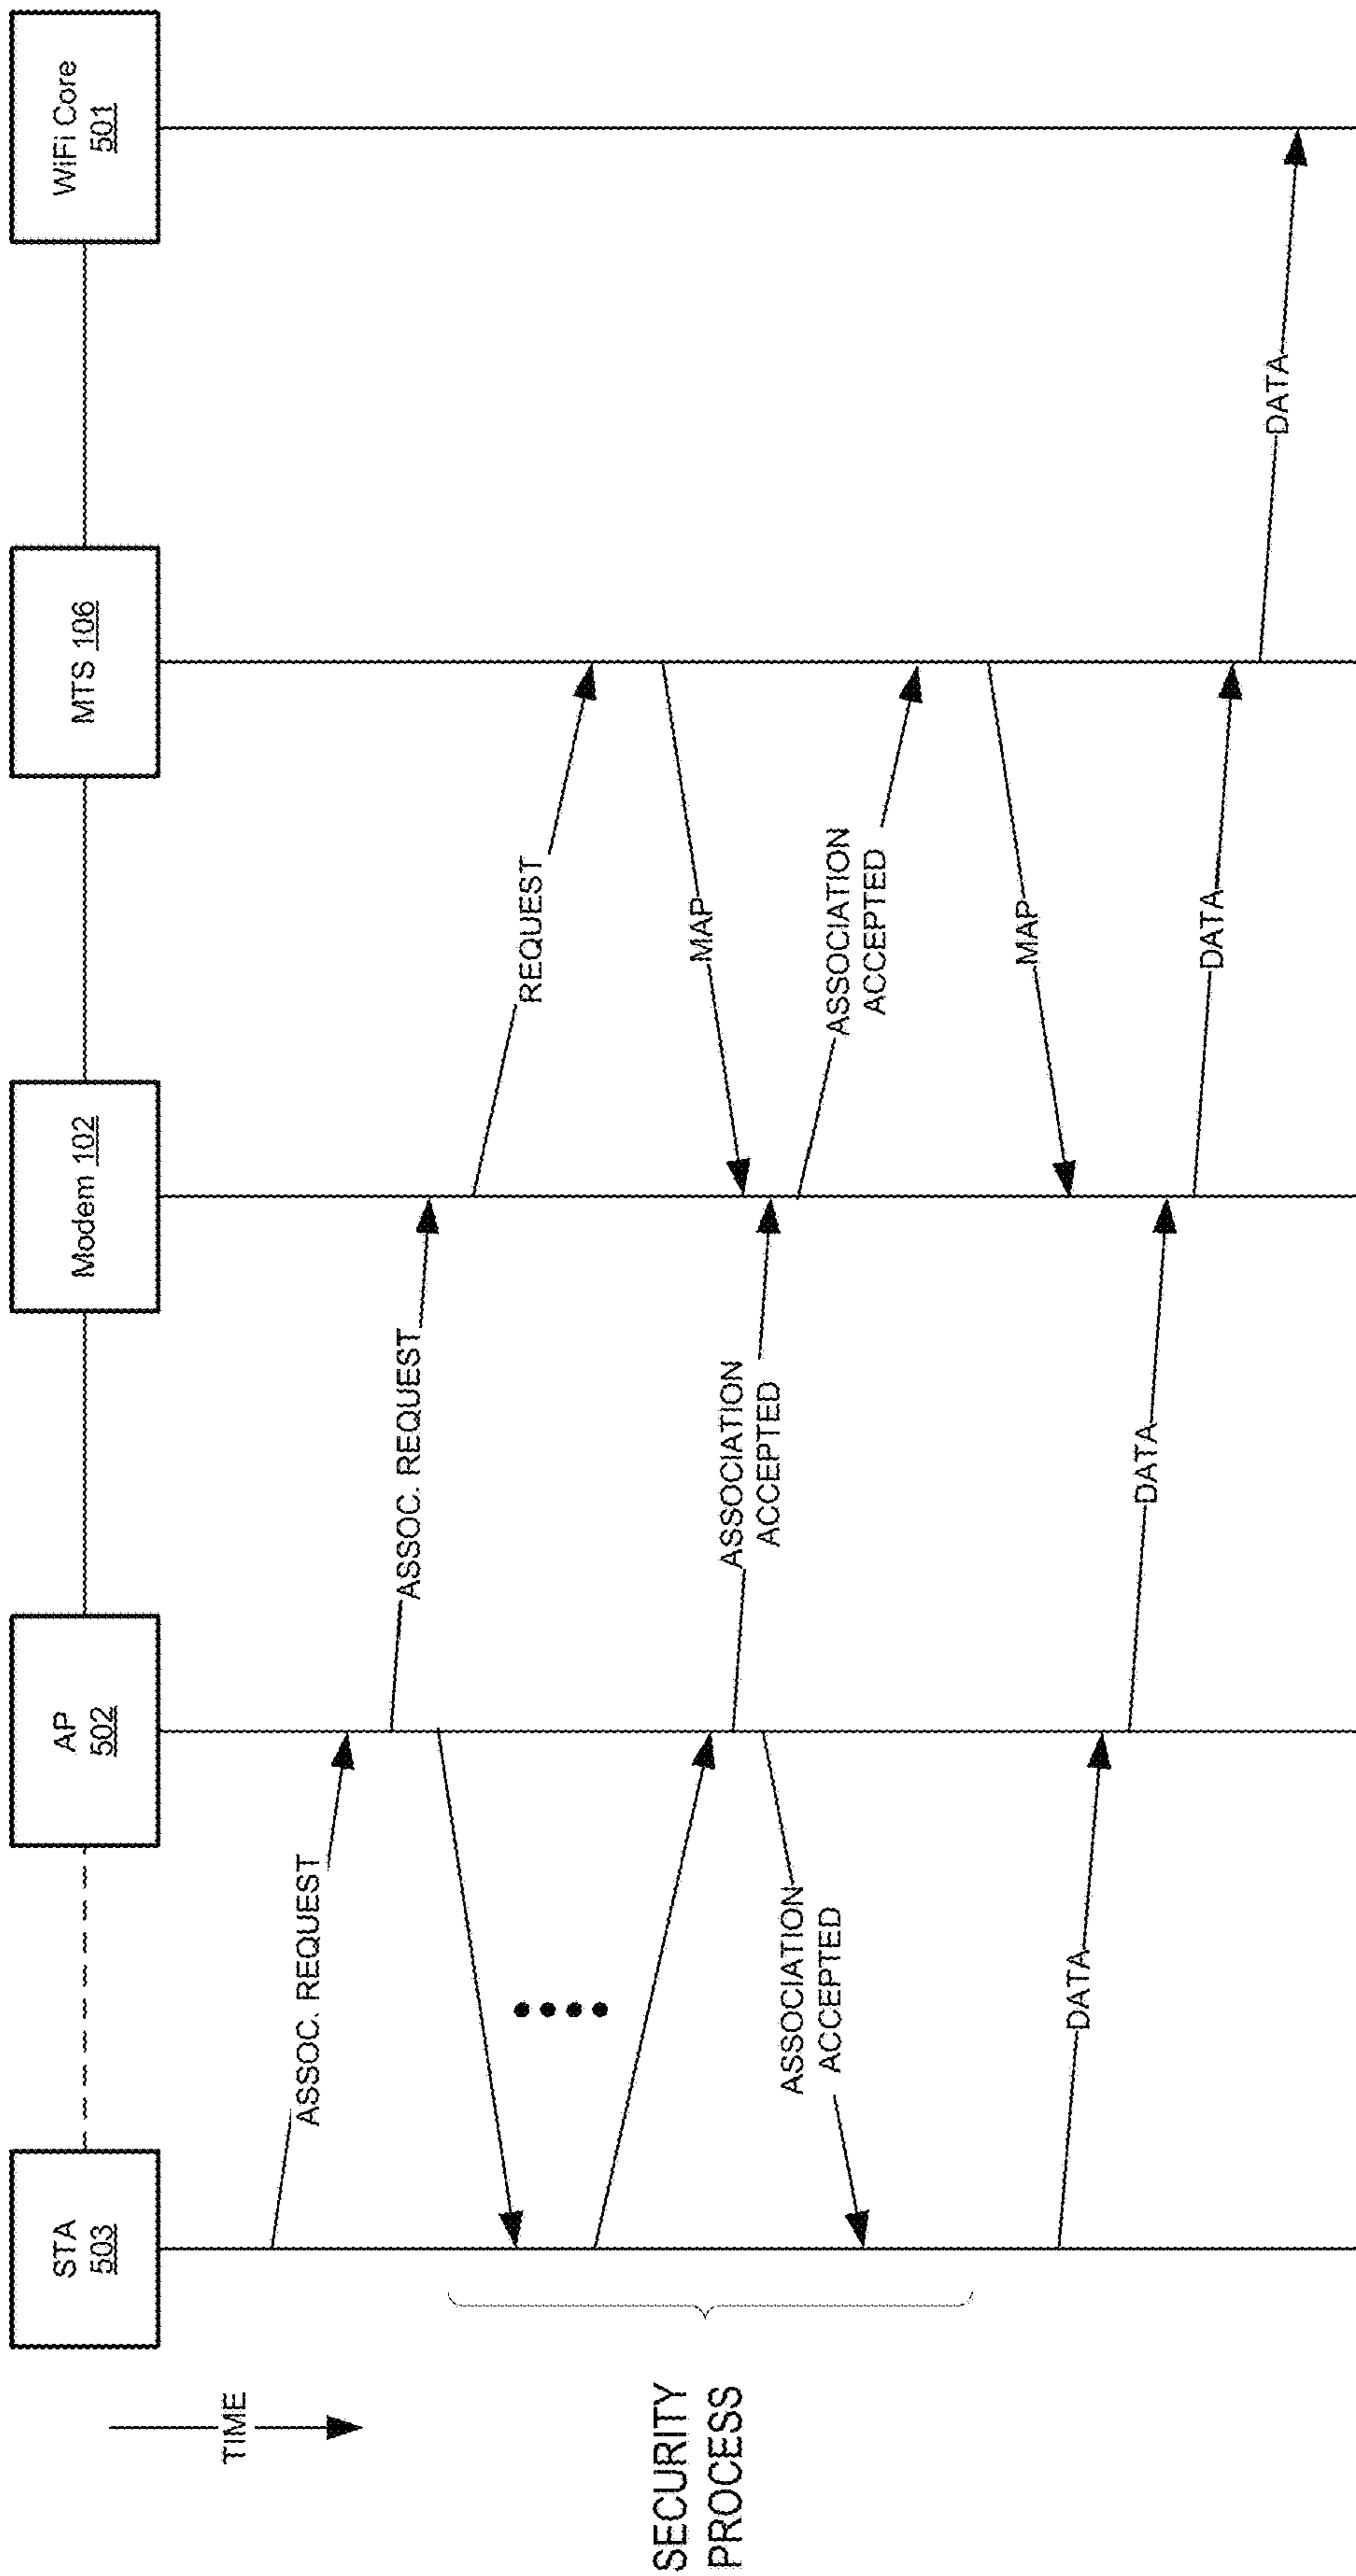 STA
503
AP
502
Modem 102
MTS 106
WiFi Core
501
TIME
SECURITY
PROCESS
ASSOC. REQUEST
ASSOC. REQUEST
REQUEST
MAP
ASSOCIATION
ACCEPTED
ASSOCIATION
ACCEPTED
ASSOCIATION
ACCEPTED
MAP
DATA
DATA
DATA
DATA